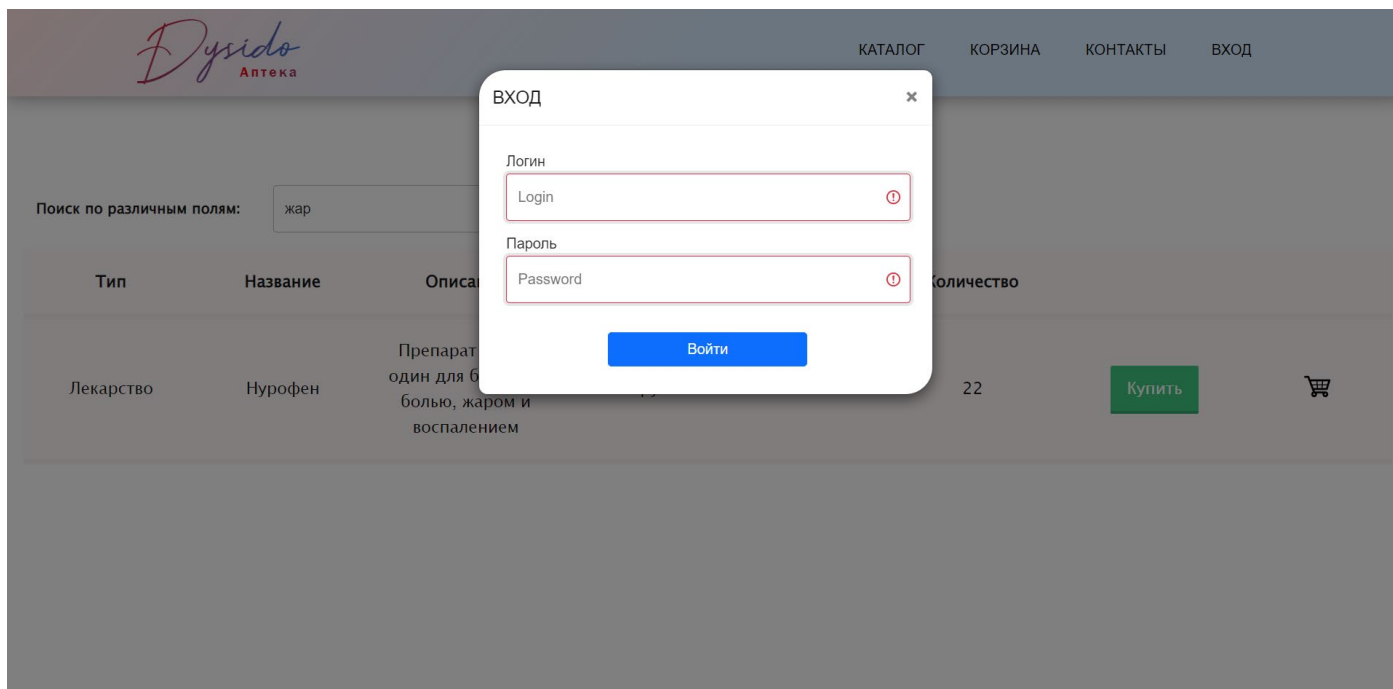 Dysido
Аптека
КАТАЛОГ КОРЗИНА КОНТАКТЫ ВХОД
ВХОД
Логин
Login
Пароль
Password
Войти
Поиск по различным полям: жар
Тип Название
Лекарство Нурофен Препарат
один для
болью, жаром и
воспалением
22 Купить